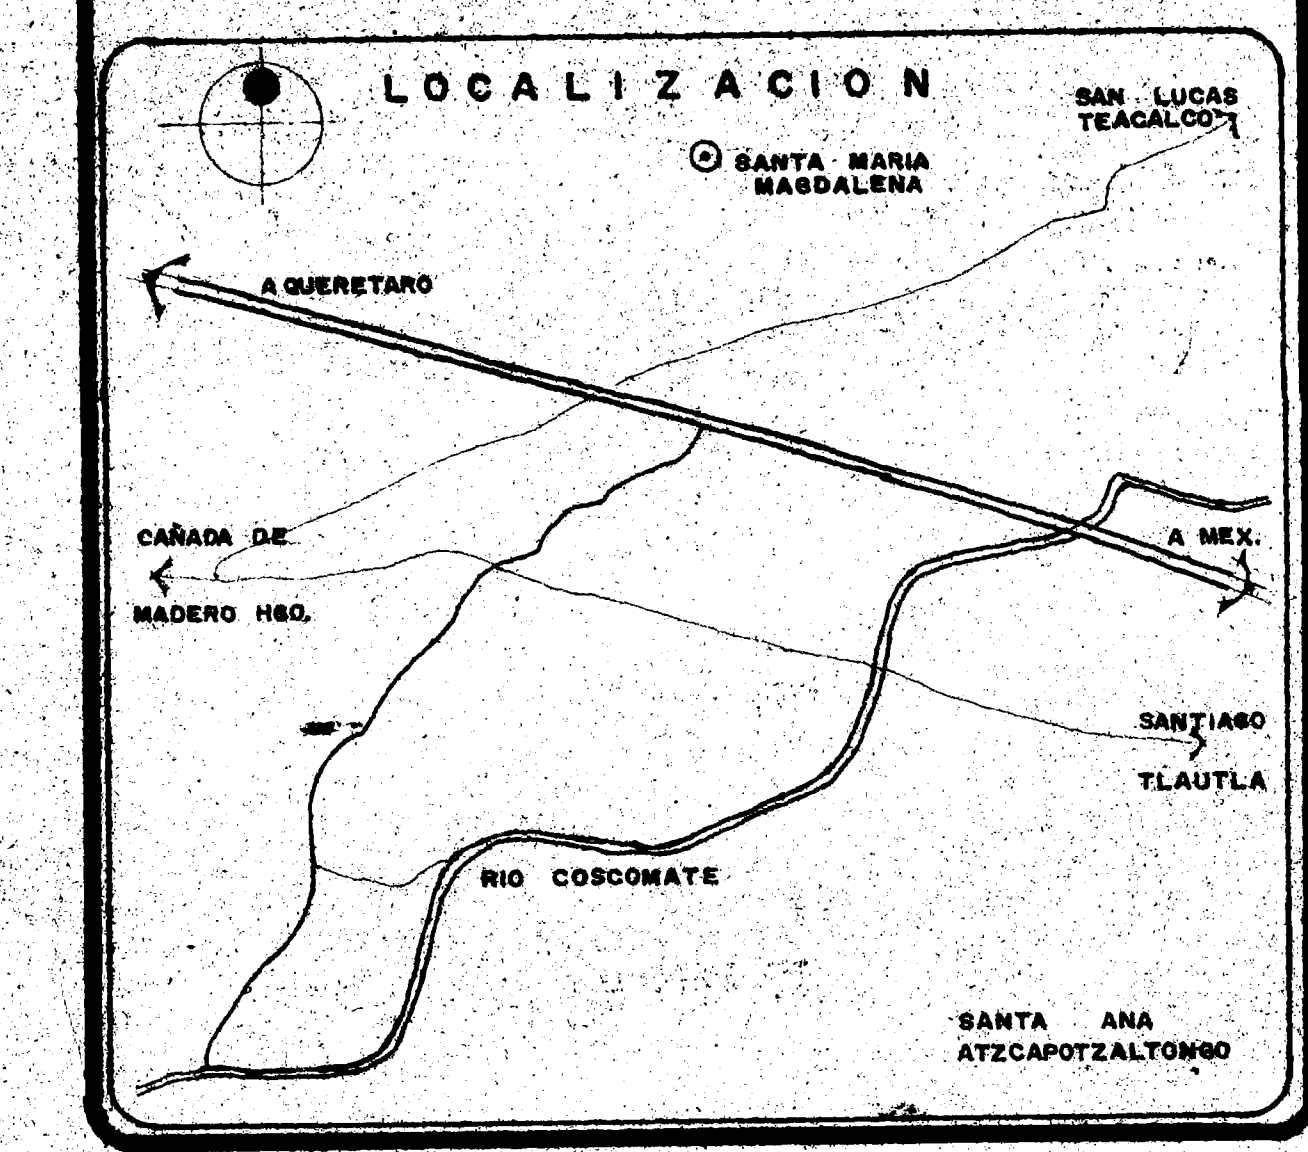 LOCALIZACION
SAN LUCAS
TEACALCO
SANTA MARIA
MAGDALENA
A QUERETARO
CAÑADA DE
MADERO HGO.
A MEX.
SANTIAGO
TLAUTLA
RIO COSCOMATE
SANTA ANA
ATZCAPOTZALTONGO